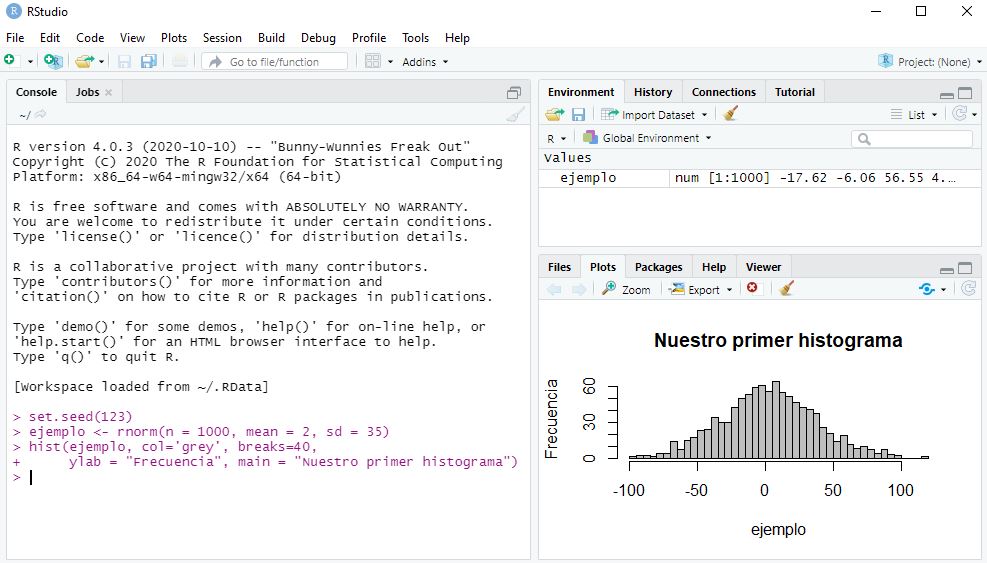 RStudio
File Edit Code View Plots Session Build Debug Profile Tools Help
Go to file/function Addins Project: (None)
Console Jobs
~/
R version 4.0.3 (2020-10-10) -- "Bunny-Wunnies Freak Out"
Copyright (C) 2020 The R Foundation for Statistical Computing
Platform: x86_64-w64-mingw32/x64 (64-bit)
R is free software and comes with ABSOLUTELY NO WARRANTY.
You are welcome to redistribute it under certain conditions.
Type 'license()' or 'licence()' for distribution details.
R is a collaborative project with many contributors.
Type 'contributors()' for more information and
'citation()' on how to cite R or R packages in publications.
Type 'demo()' for some demos, 'help()' for on-line help, or
'help.start()' for an HTML browser interface to help.
Type 'q()' to quit R.
[Workspace loaded from ~/.RData]
> set.seed(123)
> ejemplo <- rnorm(n = 1000, mean = 2, sd = 35)
> hist(ejemplo, col='grey', breaks=40,
+ ylab = "Frecuencia", main = "Nuestro primer histograma")
>
Environment History Connections Tutorial
Import Dataset List
R Global Environment
Values
ejemplo num [1:1000] -17.62 -6.06 56.55 4.…
Files Plots Packages Help Viewer
Zoom Export
Nuestro primer histograma
Frecuencia
60
30
0
-100 -50 0 50 100
ejemplo